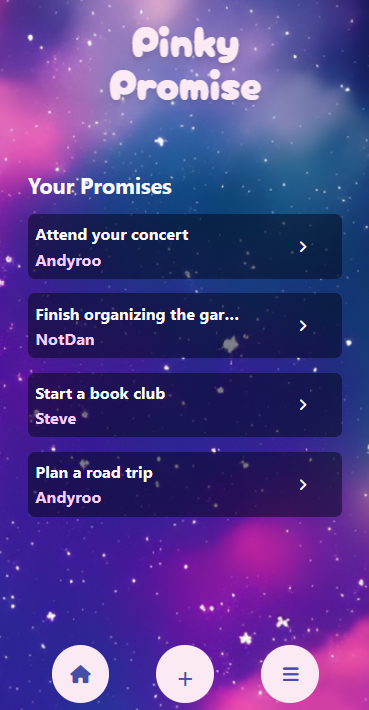 Pinky
Promise
Your Promises
Attend your concert
Andyroo
Finish organizing the gar...
NotDan
Start a book club
Steve
Plan a road trip
Andyroo